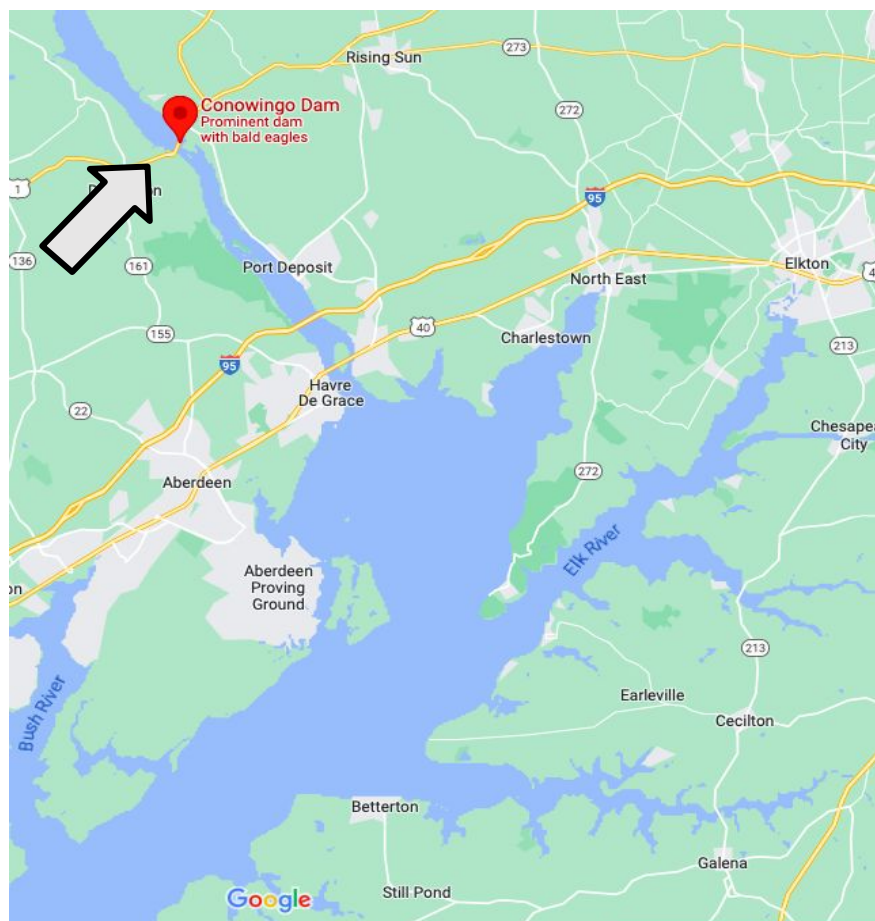 273
Rising Sun
Conowingo Dam
Prominent dam
with bald eagles
272
1
95
136
161
Port Deposit
North East
Elkton
40
155
Charlestown
213
95
Havre
De Grace
22
Chesapea
City
Aberdeen
272
Elk River
Aberdeen
Proving
Ground
on
213
Bush River
Earleville
Cecilton
Betterton
Galena
Google
Still Pond